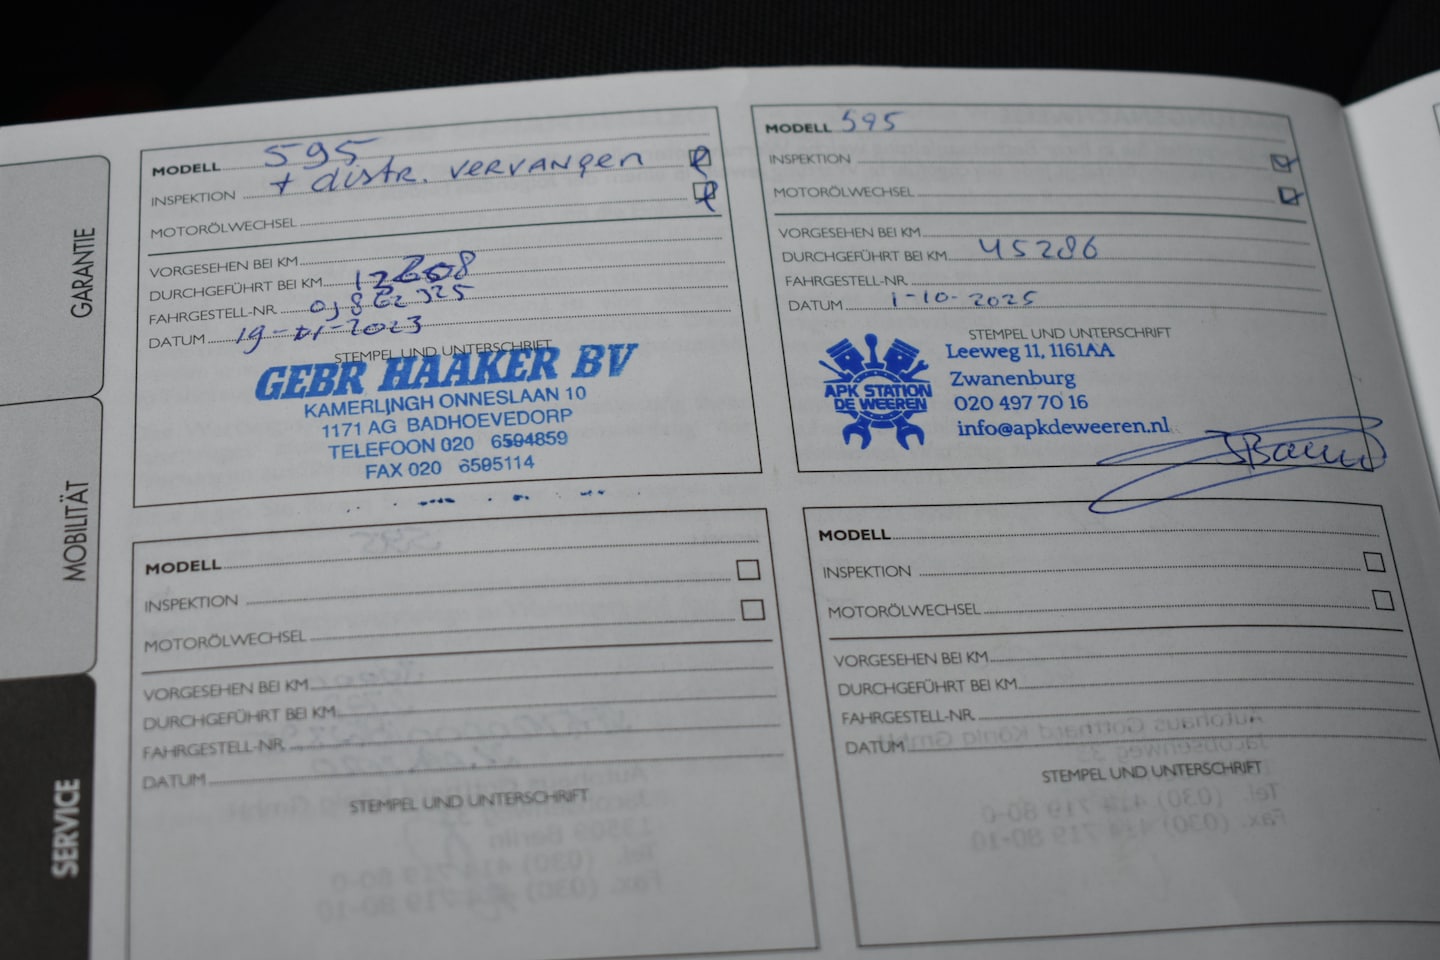 GARANTIE
MOBILITÄT
SERVICE
MODELL 595
INSPEKTION + distr. vervangen
MOTORÖLWECHSEL
VORGESEHEN BEI KM
DURCHGEFÜHRT BEI KM
FAHRGESTELL-NR.
DATUM 19-
STEMPEL UND UNTERSCHRIFT
GEBR HAAKER BV
KAMERLINGH ONNESLAAN 10
1171 AG BADHOEVEDORP
TELEFOON 020 6594859
FAX 020 6595114
MODELL 595
INSPEKTION
MOTORÖLWECHSEL
VORGESEHEN BEI KM
DURCHGEFÜHRT BEI KM 45286
FAHRGESTELL-NR.
DATUM 1-10-2025
STEMPEL UND UNTERSCHRIFT
APK STATION
DE WEEREN
Leeweg 11, 1161AA
Zwanenburg
020 497 70 16
info@apkdeweeren.nl
MODELL
INSPEKTION
MOTORÖLWECHSEL
VORGESEHEN BEI KM
DURCHGEFÜHRT BEI KM
FAHRGESTELL-NR.
DATUM
STEMPEL UND UNTERSCHRIFT
MODELL
INSPEKTION
MOTORÖLWECHSEL
VORGESEHEN BEI KM
DURCHGEFÜHRT BEI KM
FAHRGESTELL-NR.
DATUM
STEMPEL UND UNTERSCHRIFT